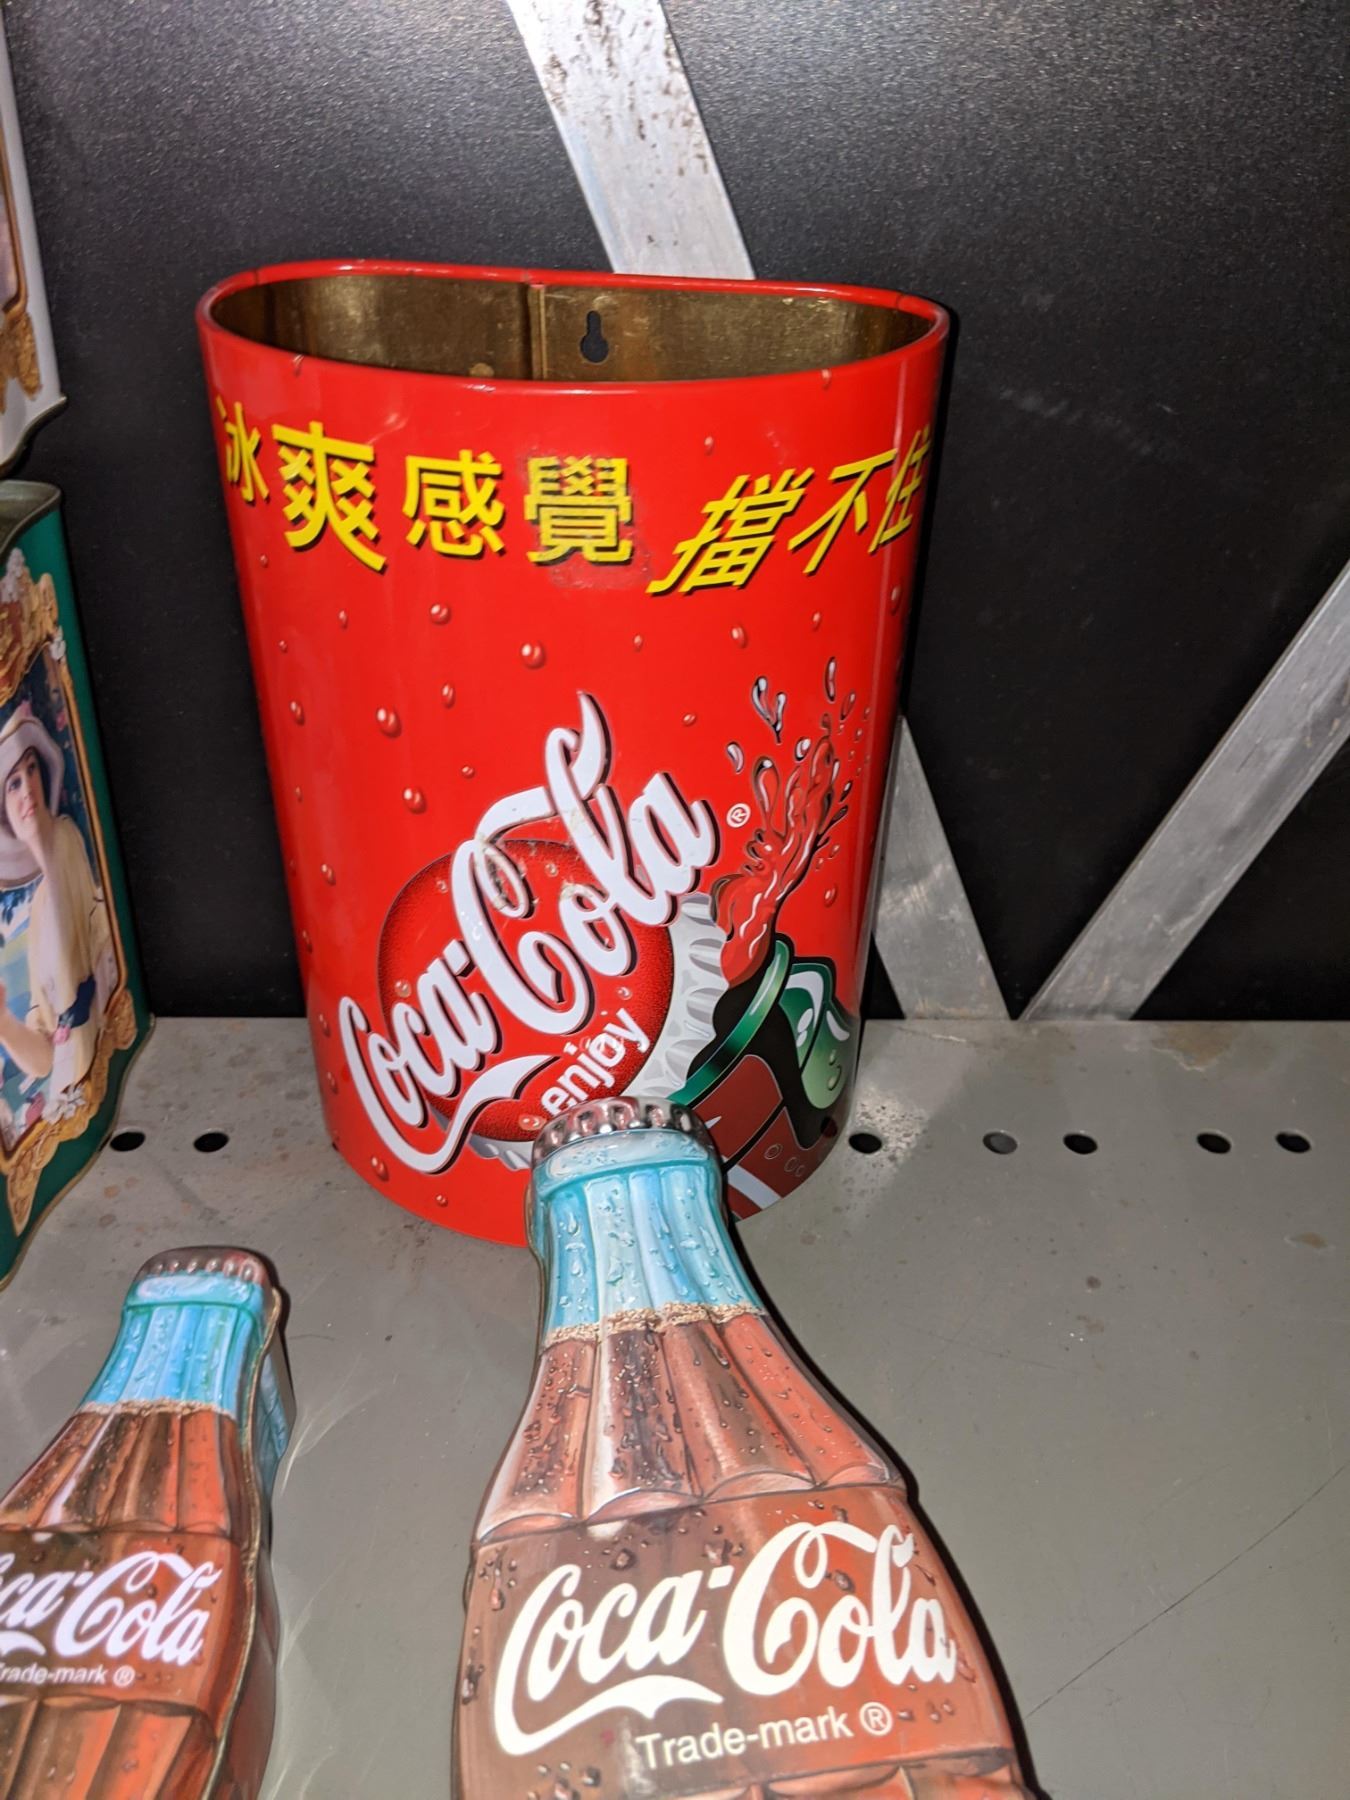 冰爽感覺 擋不住
Coca-Cola ®
enjoy
Coca-Cola
Trade-mark ®
Coca-Cola
Trade-mark ®